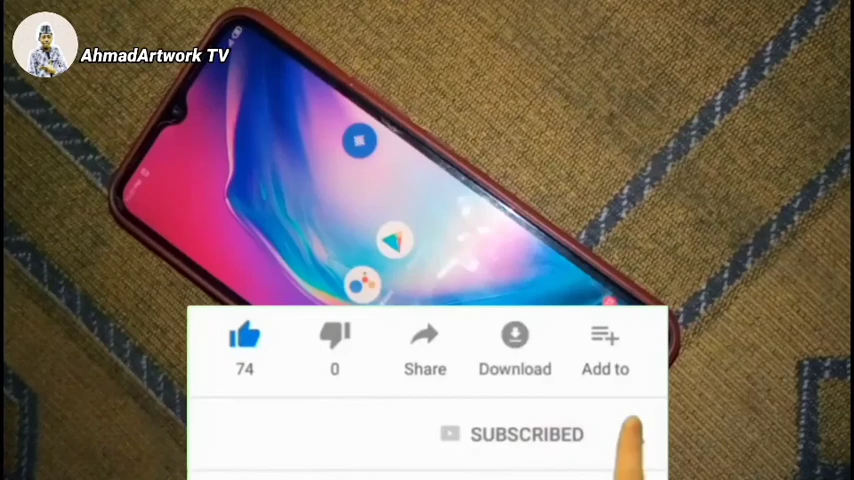 AhmadArtwork TV
74
0
Share
Download
Add to
SUBSCRIBED